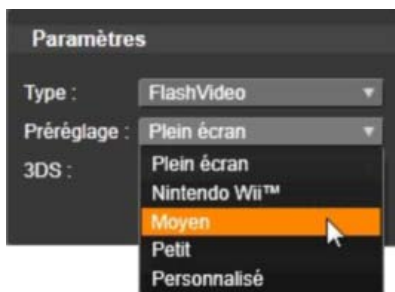 Paramètres
Type : FlashVideo
Préréglage : Plein écran
3DS : Plein écran
Nintendo Wii™
Moyen
Petit
Personnalisé